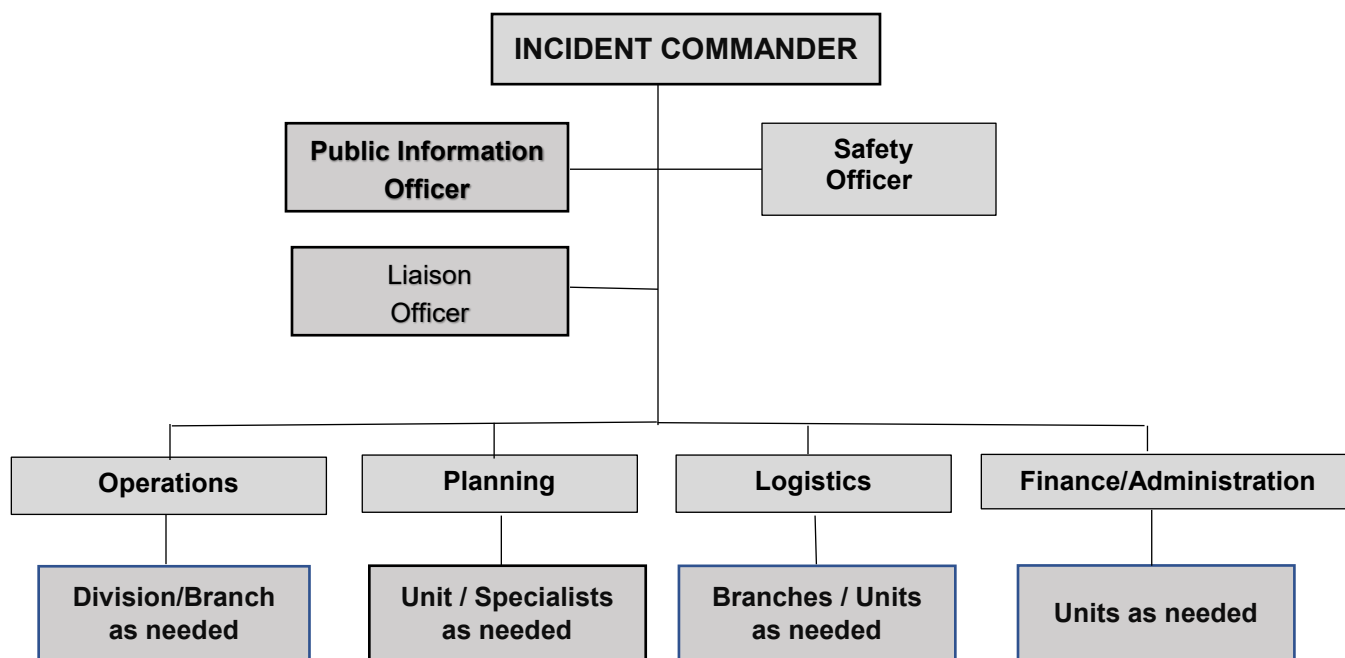 INCIDENT COMMANDER
Public Information
Officer
Safety
Officer
Liaison
Officer
Operations
Planning
Logistics
Finance/Administration
Division/Branch
as needed
Unit / Specialists
as needed
Branches / Units
as needed
Units as needed